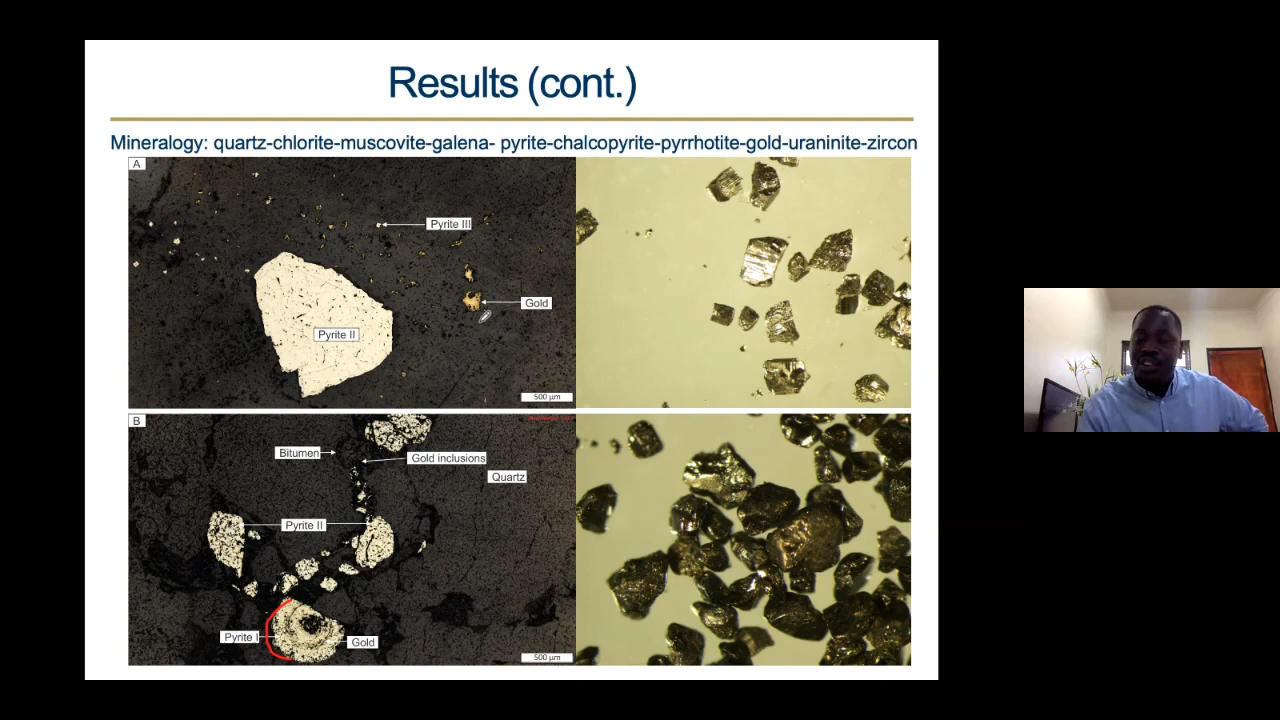 Results (cont.)
Mineralogy: quartz-chlorite-muscovite-galena- pyrite-chalcopyrite-pyrrhotite-gold-uraninite-zircon
A
Pyrite III
Gold
Pyrite II
500 µm
B
Bitumen
Gold inclusions
Quartz
Pyrite II
Pyrite I
Gold
500 µm